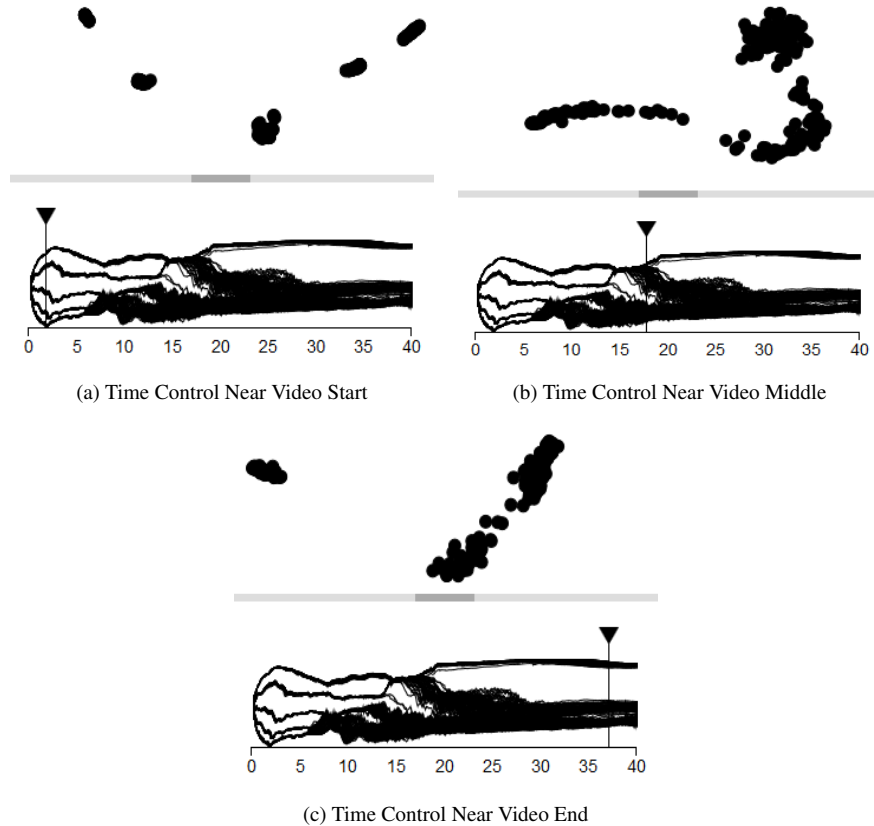 0 5 10 15 20 25 30 35 40
(a) Time Control Near Video Start
0 5 10 15 20 25 30 35 40
(b) Time Control Near Video Middle
0 5 10 15 20 25 30 35 40
(c) Time Control Near Video End